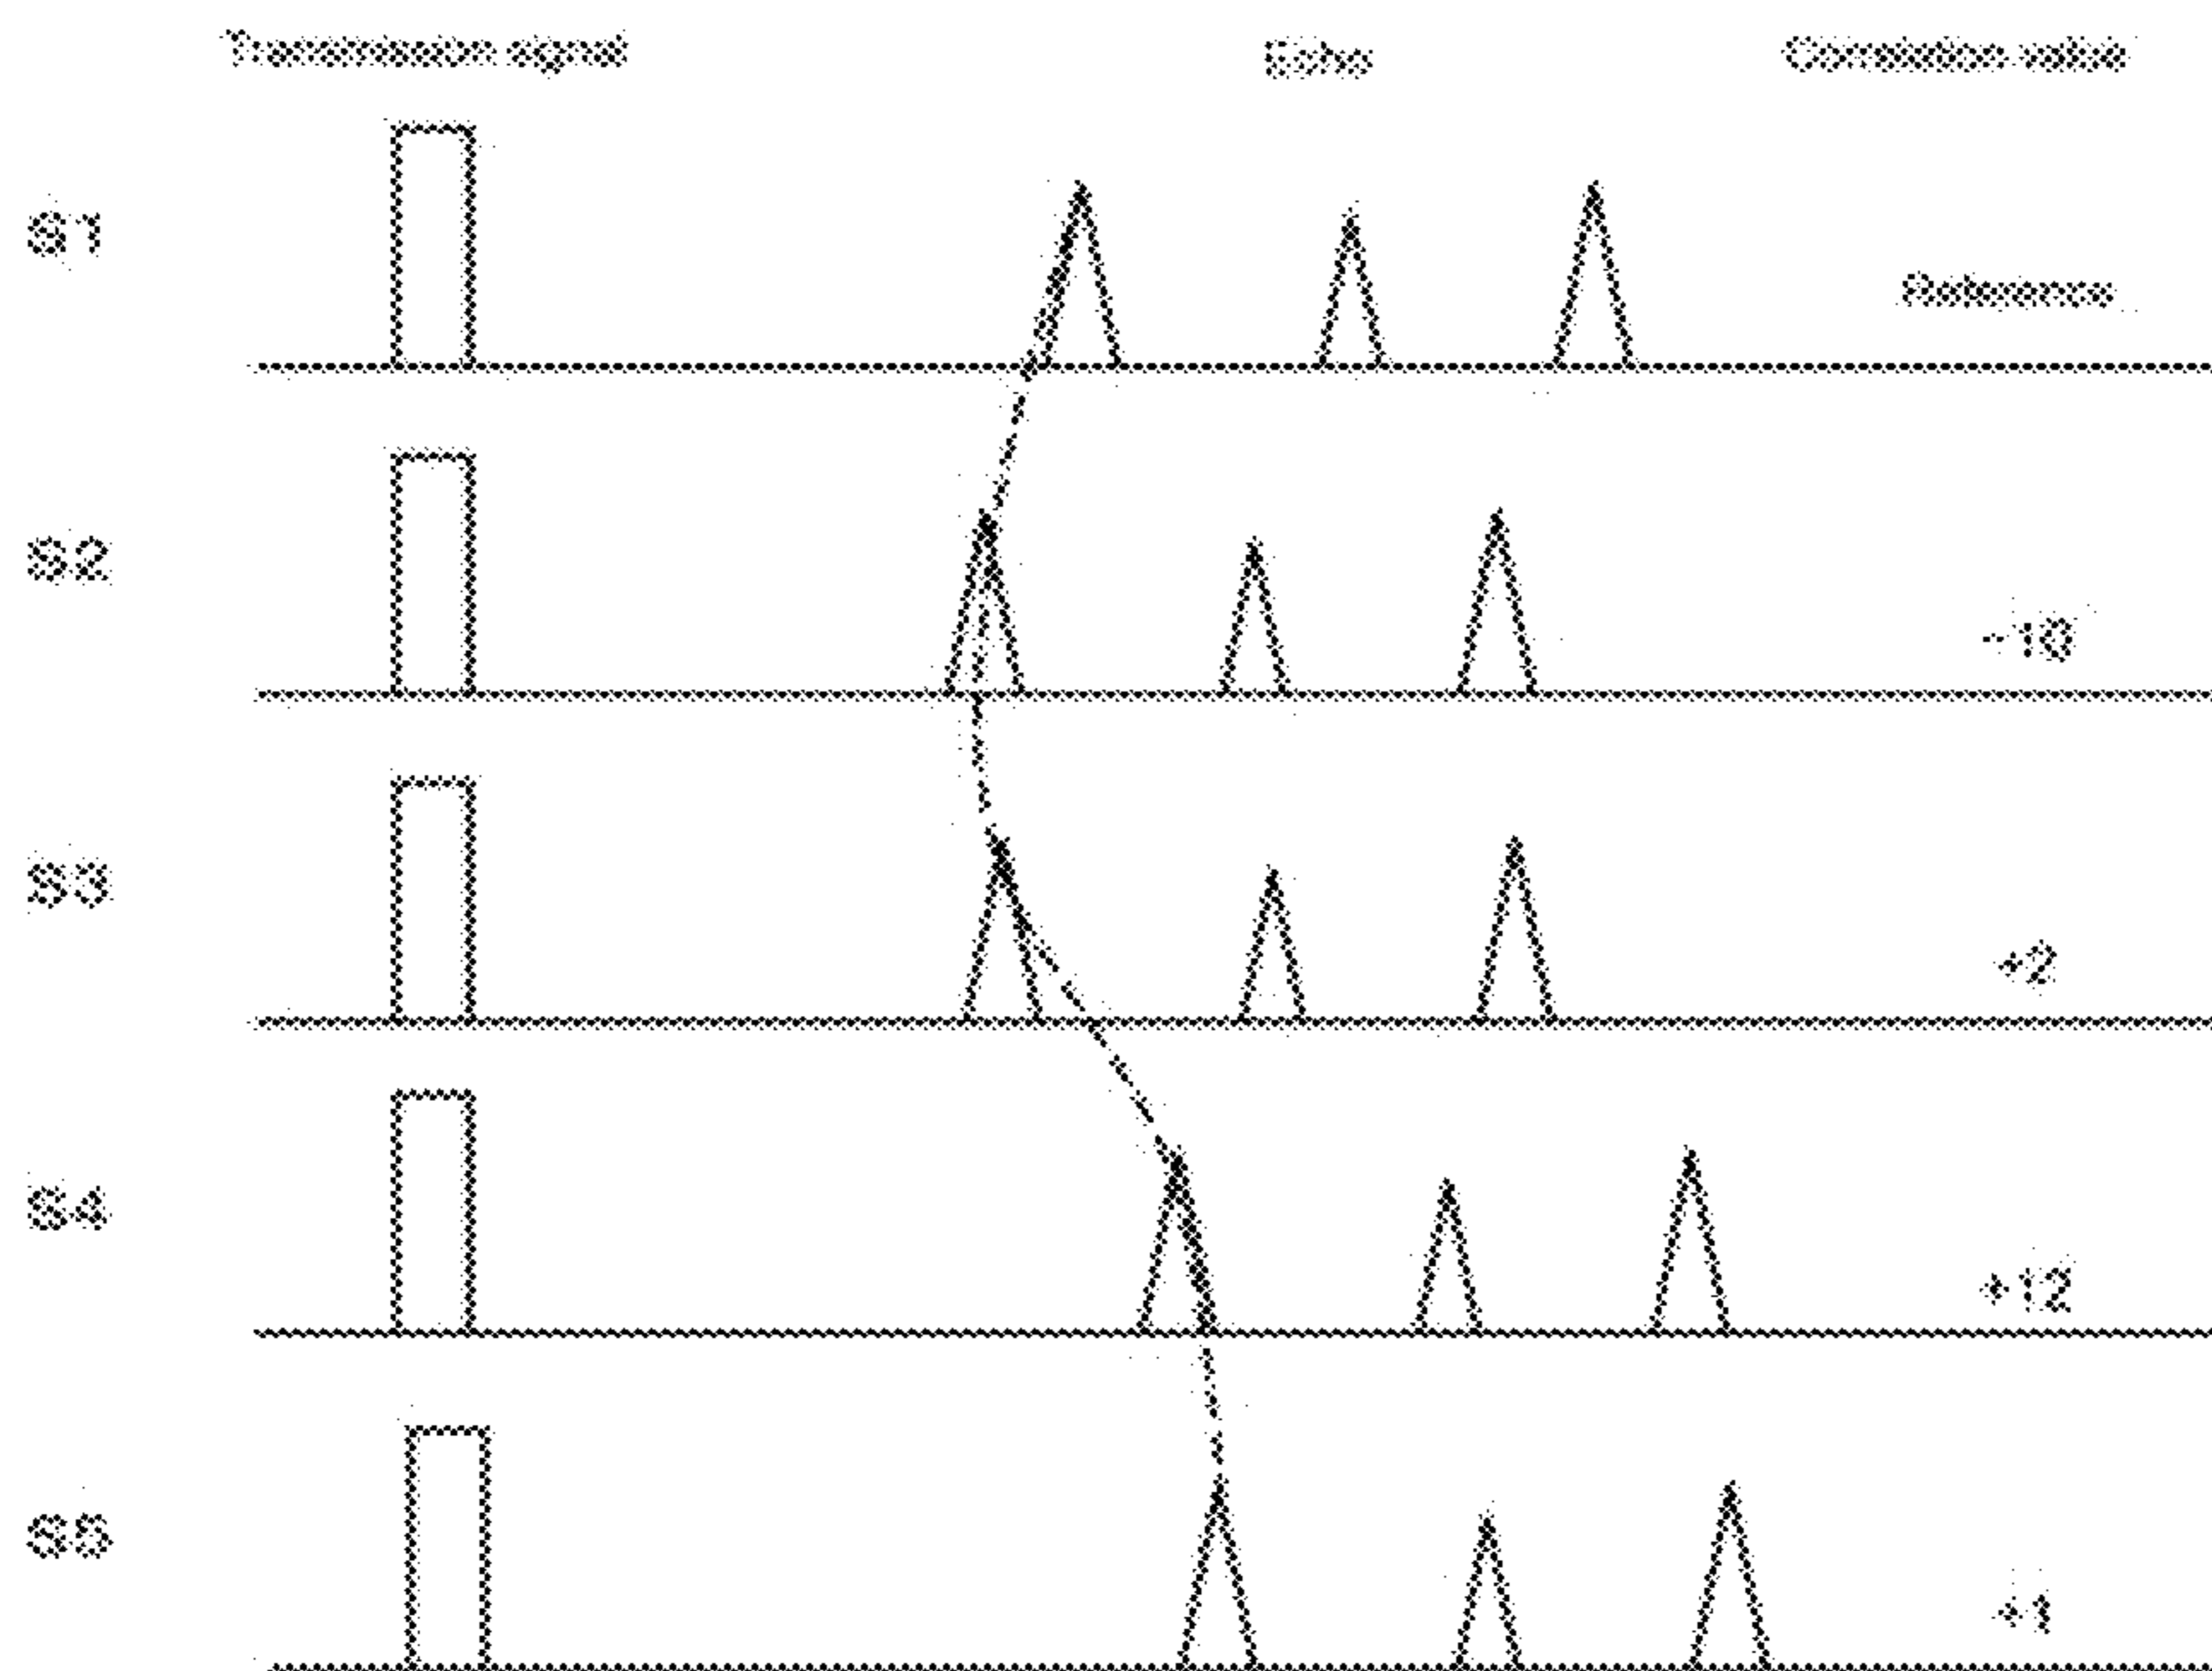 Transmission signal Echo Correlation value
S1
Reference
S2
-10
S3
+2
S4
+12
S5
+1